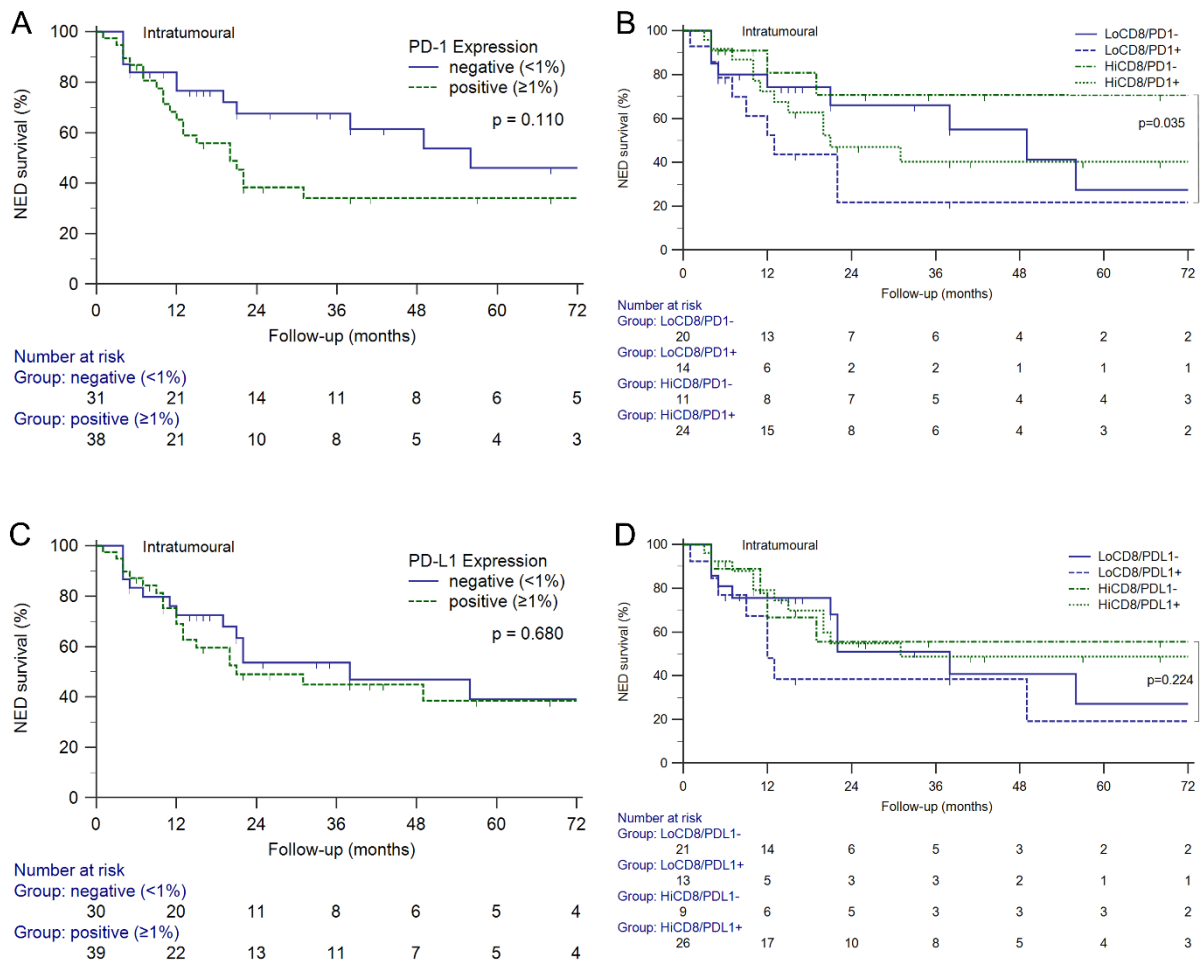 A
Intratumoural
PD-1 Expression
negative (<1%)
positive (≥1%)
p = 0.110
NED survival (%)
100
80
60
40
20
0
0 12 24 36 48 60 72
Follow-up (months)
Number at risk
Group: negative (<1%)
31 21 14 11 8 6 5
Group: positive (≥1%)
38 21 10 8 5 4 3
B
Intratumoural
LoCD8/PD1-
LoCD8/PD1+
HiCD8/PD1-
HiCD8/PD1+
p=0.035
NED survival (%)
100
80
60
40
20
0
0 12 24 36 48 60 72
Follow-up (months)
Number at risk
Group: LoCD8/PD1-
20 13 7 6 4 2 2
Group: LoCD8/PD1+
14 6 2 2 1 1 1
Group: HiCD8/PD1-
11 8 7 5 4 4 3
Group: HiCD8/PD1+
24 15 8 6 4 3 2
C
Intratumoural
PD-L1 Expression
negative (<1%)
positive (≥1%)
p = 0.680
NED survival (%)
100
80
60
40
20
0
0 12 24 36 48 60 72
Follow-up (months)
Number at risk
Group: negative (<1%)
30 20 11 8 6 5 4
Group: positive (≥1%)
39 22 13 11 7 5 4
D
Intratumoural
LoCD8/PDL1-
LoCD8/PDL1+
HiCD8/PDL1-
HiCD8/PDL1+
p=0.224
NED survival (%)
100
80
60
40
20
0
0 12 24 36 48 60 72
Follow-up (months)
Number at risk
Group: LoCD8/PDL1-
21 14 6 5 3 2 2
Group: LoCD8/PDL1+
13 5 3 3 2 1 1
Group: HiCD8/PDL1-
9 6 5 3 3 3 2
Group: HiCD8/PDL1+
26 17 10 8 5 4 3